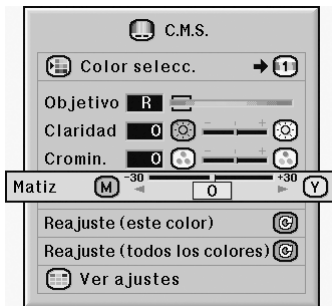 C.M.S.
Color selecc. 1
Objetivo R
Claridad 0 - +
Cromin. 0 - +
Matiz M -30 0 +30 Y
Reajuste (este color)
Reajuste (todos los colores)
Ver ajustes